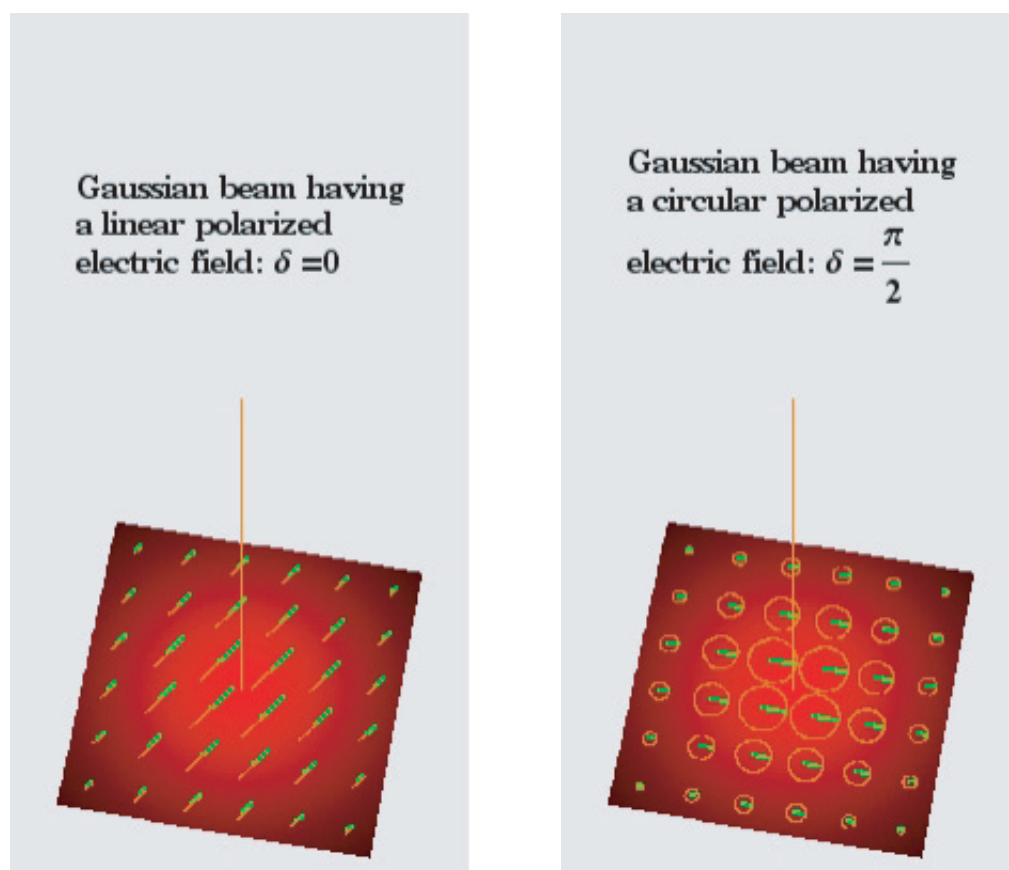 Gaussian beam having
a linear polarized
electric field: δ =0
Gaussian beam having
a circular polarized
electric field: δ = π/2